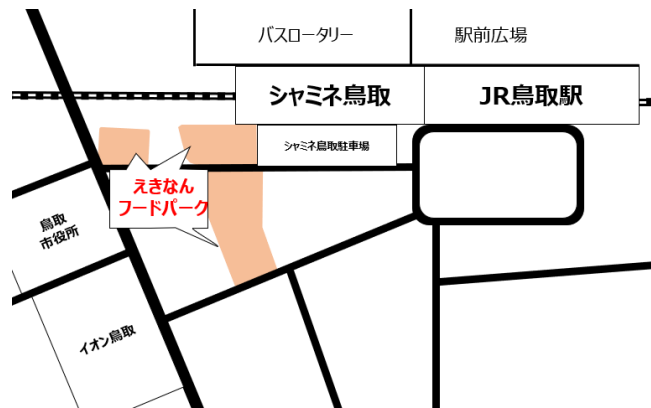 バスロータリー
駅前広場
シャミネ鳥取
JR鳥取駅
シャミネ鳥取駐車場
えきなん
フードパーク
鳥取
市役所
イオン鳥取